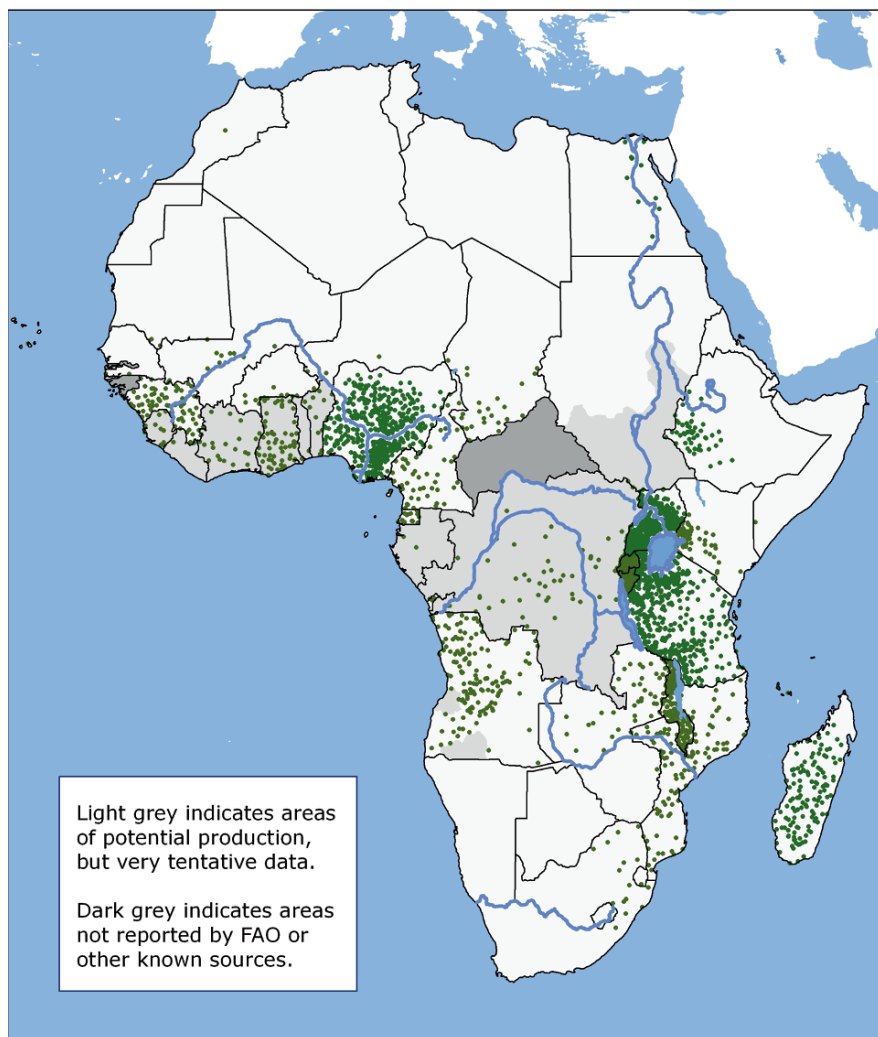 Light grey indicates areas
of potential production,
but very tentative data.
Dark grey indicates areas
not reported by FAO or
other known sources.